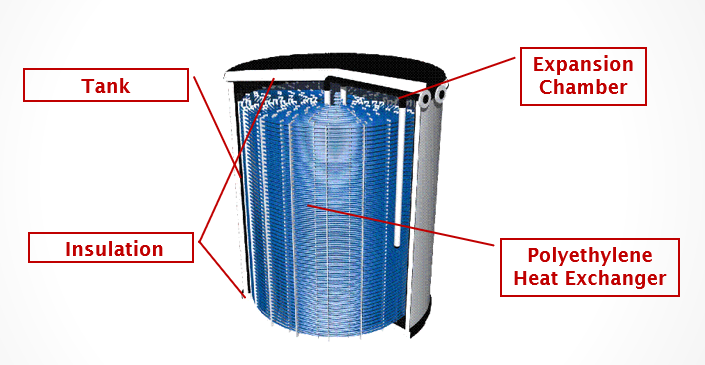 Tank
Expansion
Chamber
Insulation
Polyethylene
Heat Exchanger